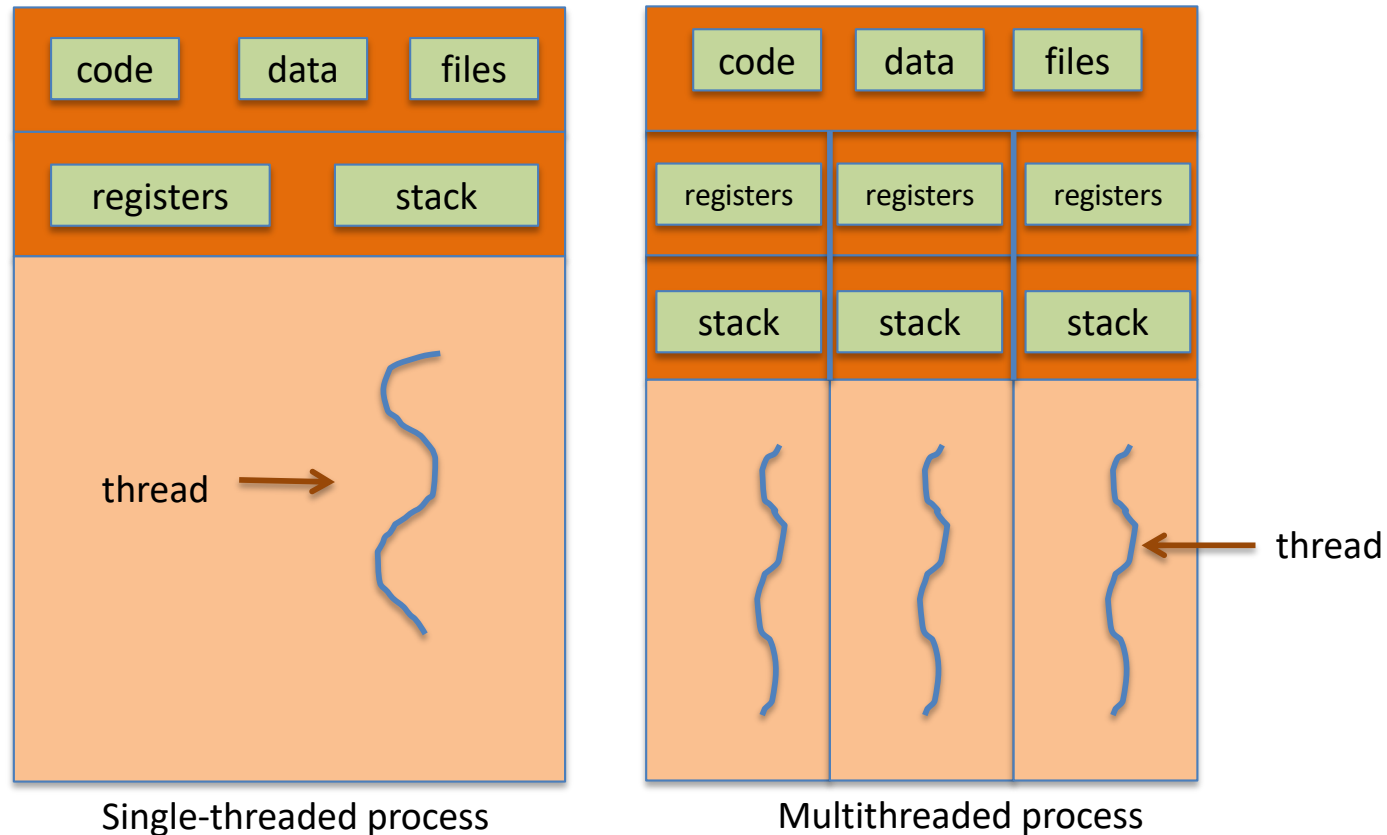 code data files
registers stack
thread
Single-threaded process
code data files
registers registers registers
stack stack stack
thread
Multithreaded process